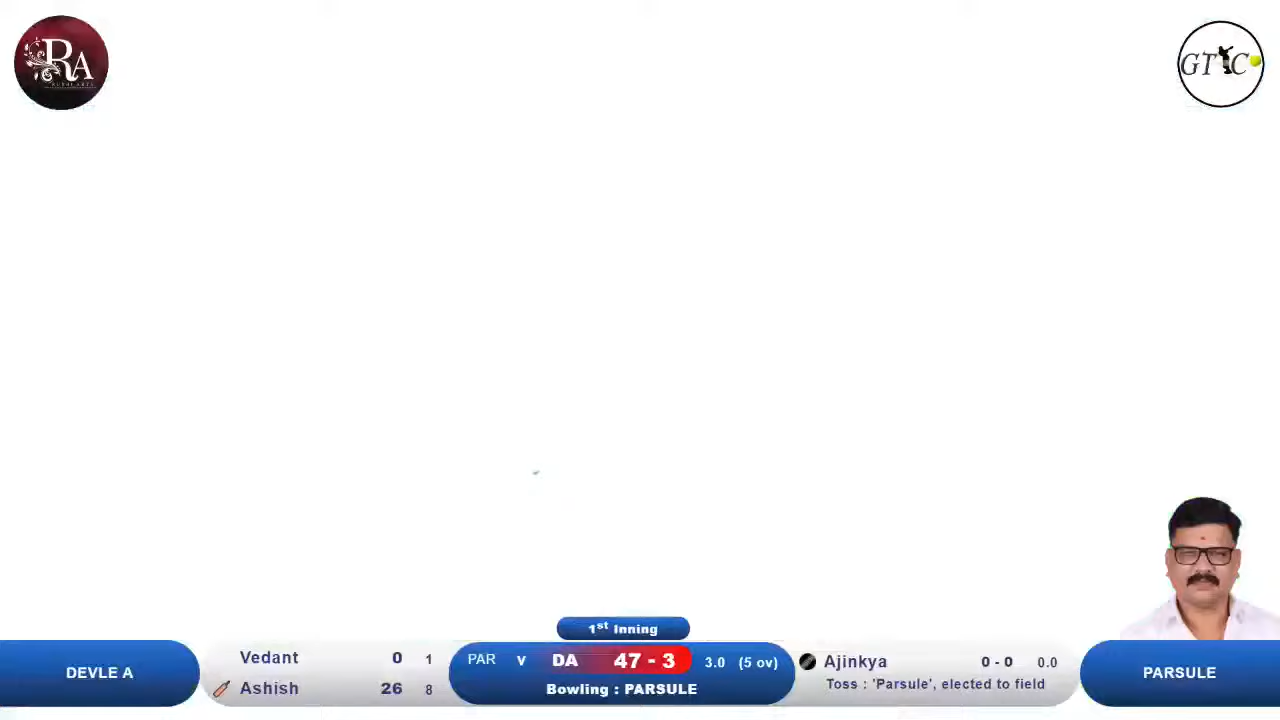 RA
GTC
1st Inning
DEVLE A
Vedant 0 1
Ashish 26 8
PAR v DA 47 - 3 3.0 (5 ov)
Bowling : PARSULE
Ajinkya 0 - 0 0.0
Toss : 'Parsule', elected to field
PARSULE